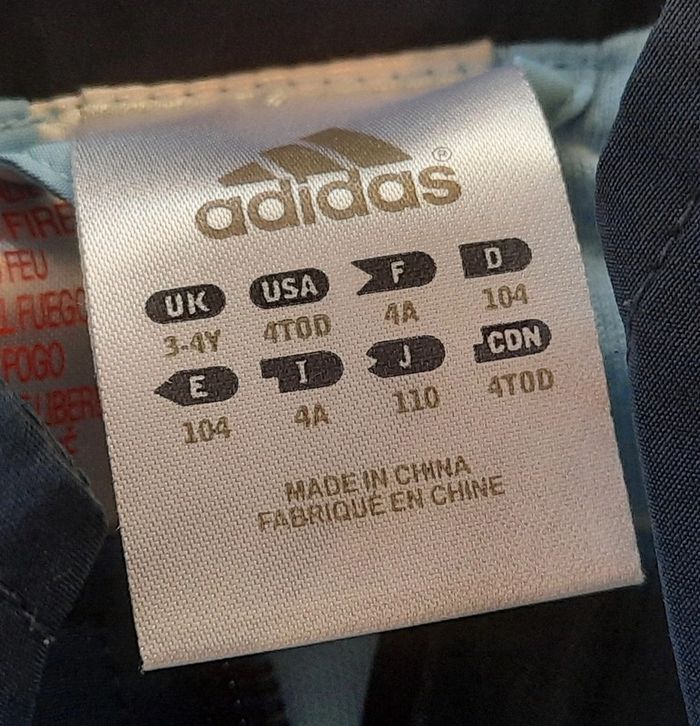 adidas®
UK USA F D
3-4Y 4TOD 4A 104
E I J CDN
104 4A 110 4TOD
MADE IN CHINA
FABRIQUÉ EN CHINE
FIRE
FEU
FUEGO
FOGO